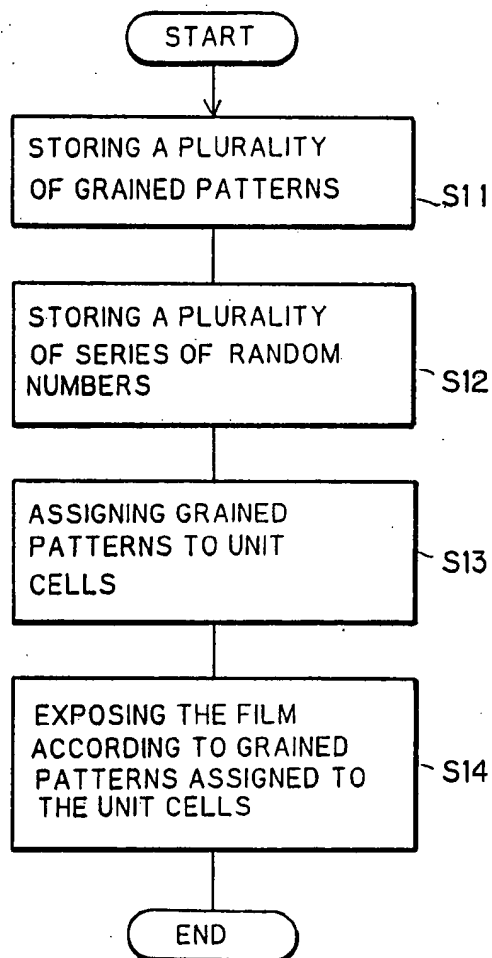 START
STORING A PLURALITY
OF GRAINED PATTERNS
S11
STORING A PLURALITY
OF SERIES OF RANDOM
NUMBERS
S12
ASSIGNING GRAINED
PATTERNS TO UNIT
CELLS
S13
EXPOSING THE FILM
ACCORDING TO GRAINED
PATTERNS ASSIGNED TO
THE UNIT CELLS
S14
END